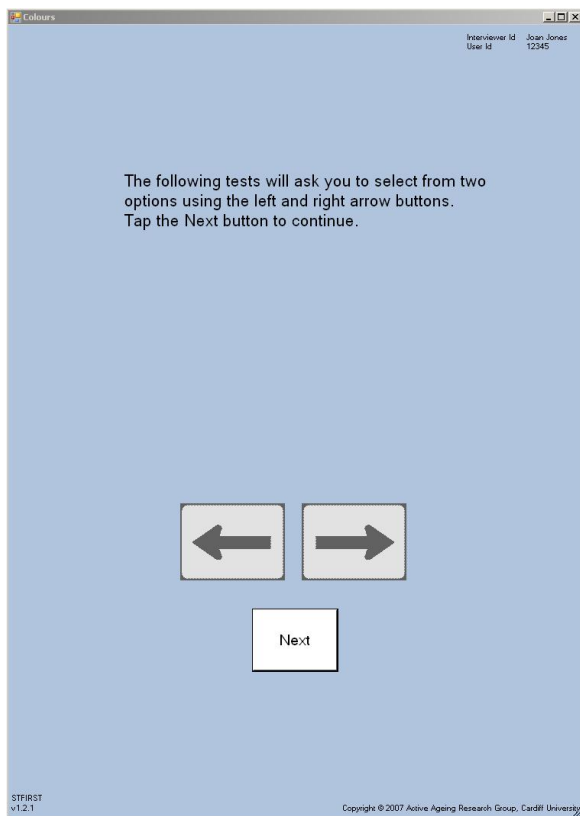 Colours
Interviewer Id Joan Jones
User Id 12345
The following tests will ask you to select from two
options using the left and right arrow buttons.
Tap the Next button to continue.
Next
STFIRST
v1.2.1
Copyright © 2007 Active Ageing Research Group, Cardiff University